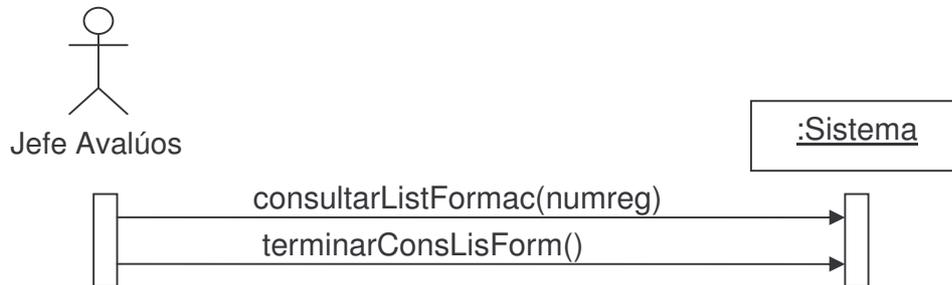 Jefe Avalúos
:Sistema
consultarListFormac(numreg)
terminarConsLisForm()